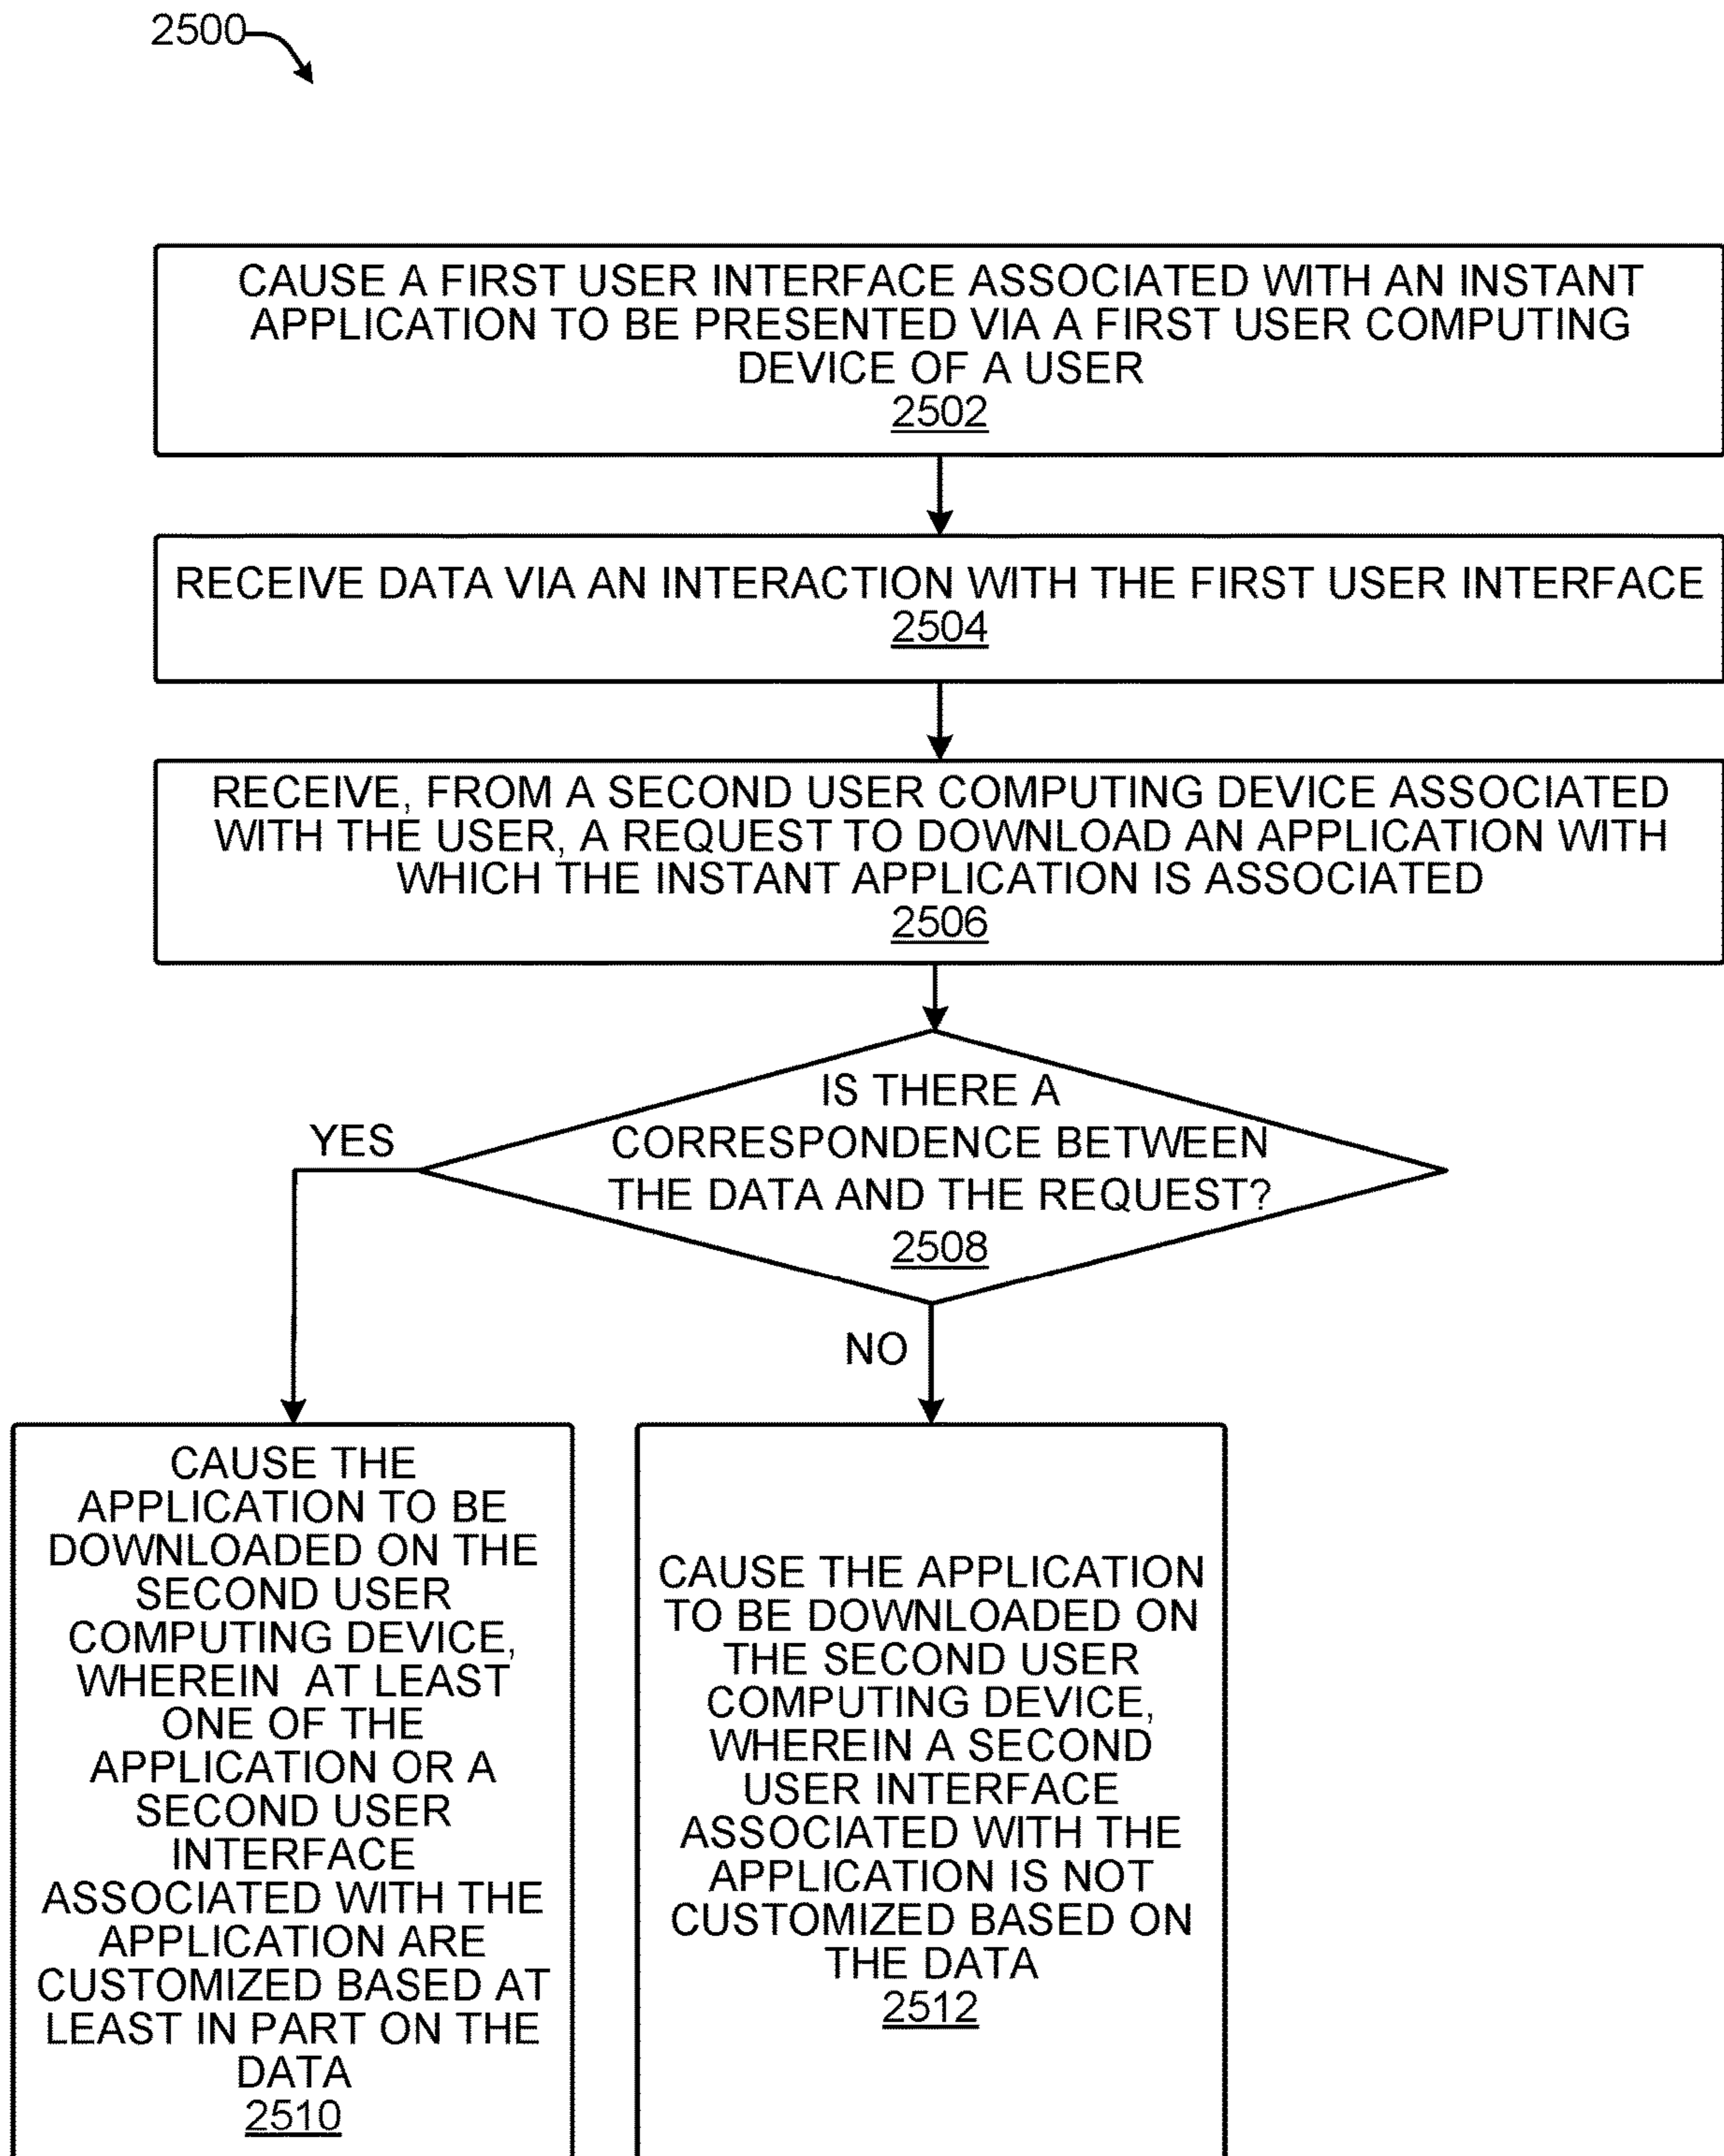 2500
CAUSE A FIRST USER INTERFACE ASSOCIATED WITH AN INSTANT
APPLICATION TO BE PRESENTED VIA A FIRST USER COMPUTING
DEVICE OF A USER
2502
RECEIVE DATA VIA AN INTERACTION WITH THE FIRST USER INTERFACE
2504
RECEIVE, FROM A SECOND USER COMPUTING DEVICE ASSOCIATED
WITH THE USER, A REQUEST TO DOWNLOAD AN APPLICATION WITH
WHICH THE INSTANT APPLICATION IS ASSOCIATED
2506
IS THERE A
CORRESPONDENCE BETWEEN
THE DATA AND THE REQUEST?
2508
YES
NO
CAUSE THE
APPLICATION TO BE
DOWNLOADED ON THE
SECOND USER
COMPUTING DEVICE,
WHEREIN AT LEAST
ONE OF THE
APPLICATION OR A
SECOND USER
INTERFACE
ASSOCIATED WITH THE
APPLICATION ARE
CUSTOMIZED BASED AT
LEAST IN PART ON THE
DATA
2510
CAUSE THE APPLICATION
TO BE DOWNLOADED ON
THE SECOND USER
COMPUTING DEVICE,
WHEREIN A SECOND
USER INTERFACE
ASSOCIATED WITH THE
APPLICATION IS NOT
CUSTOMIZED BASED ON
THE DATA
2512